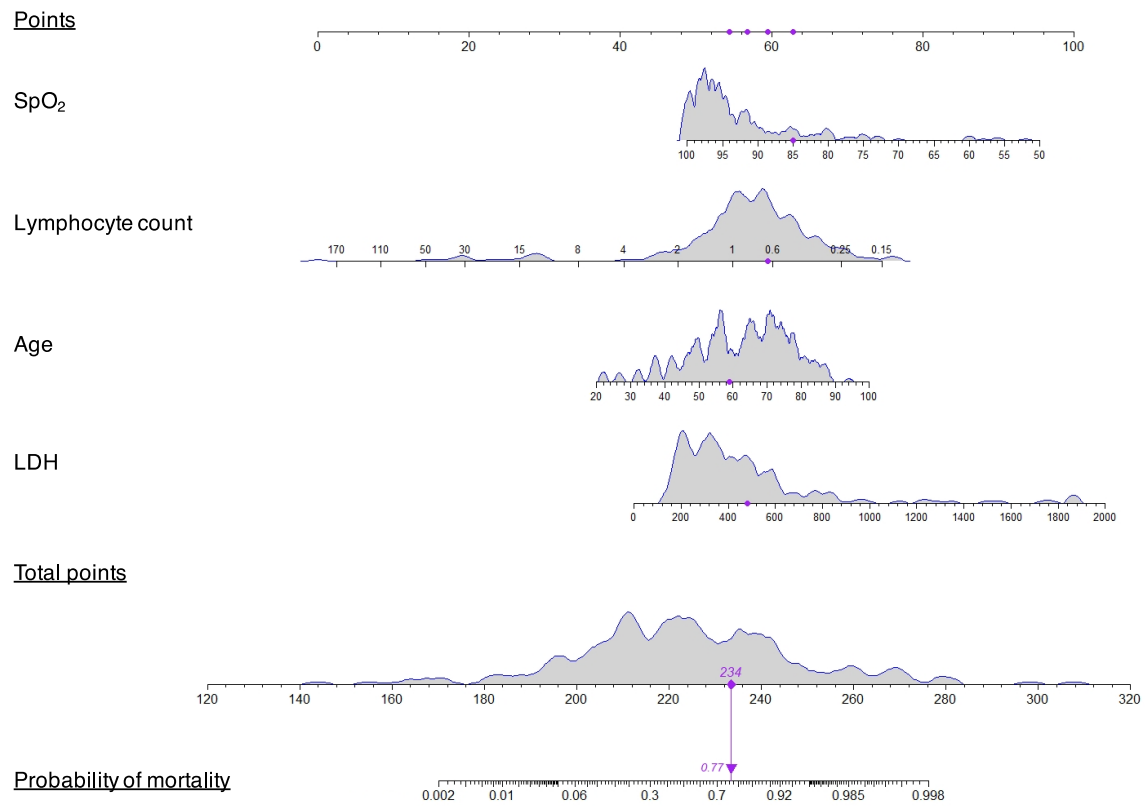 Points
0 20 40 60 80 100
SpO₂
100 95 90 85 80 75 70 65 60 55 50
Lymphocyte count
170 110 50 30 15 8 4 2 1 0.6 0.25 0.15
Age
20 30 40 50 60 70 80 90 100
LDH
0 200 400 600 800 1000 1200 1400 1600 1800 2000
Total points
234
120 140 160 180 200 220 240 260 280 300 320
0.77
Probability of mortality
0.002 0.01 0.06 0.3 0.7 0.92 0.985 0.998